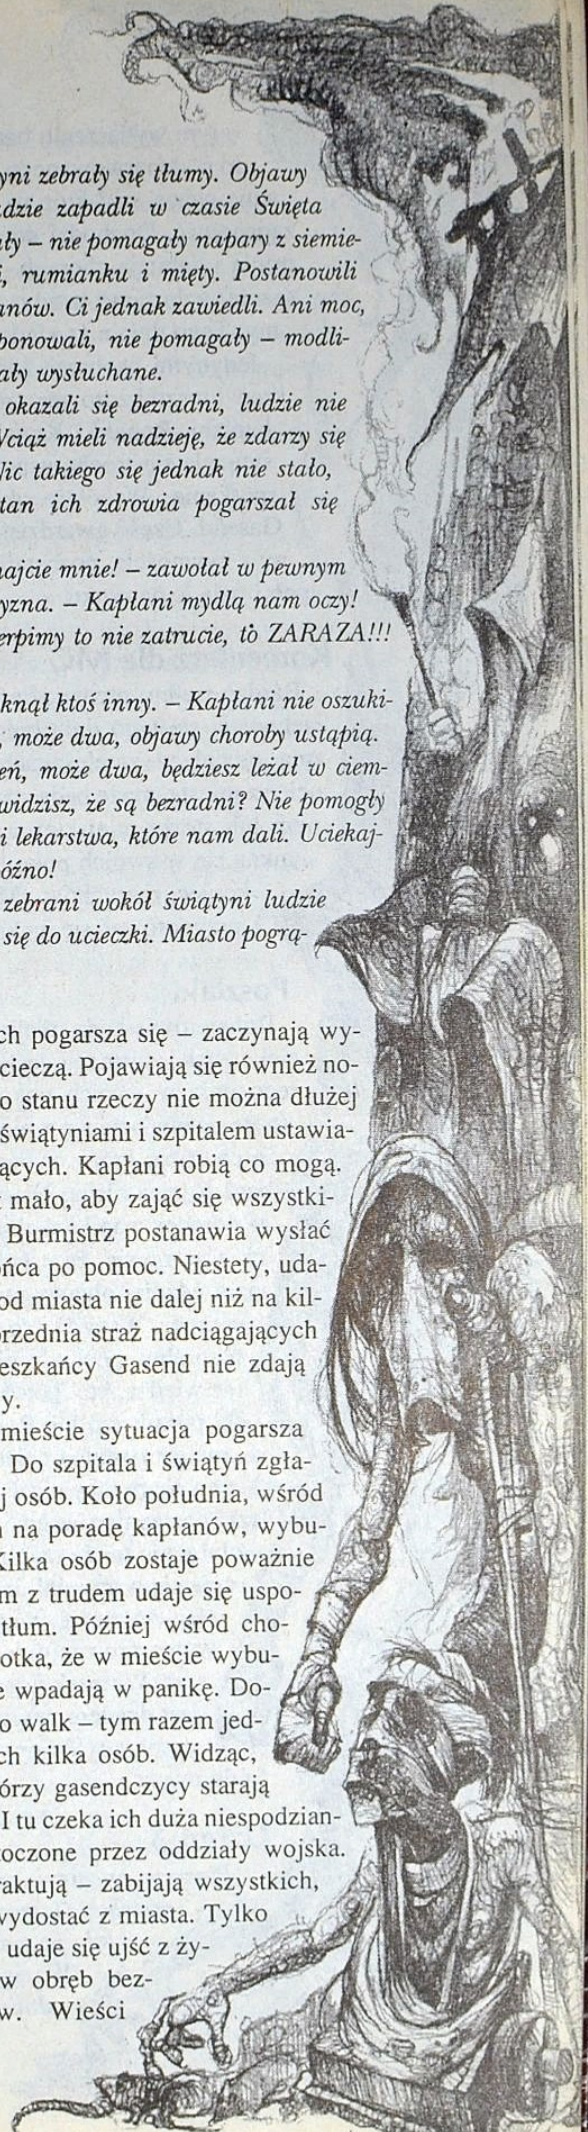 yni zebrały się tłumy. Objawy
dzie zapadli w czasie Święta
ały – nie pomagały napary z siemie-
i, rumianku i mięty. Postanowili
anów. Ci jednak zawiedli. Ani moc,
ponowali, nie pomagały – modli-
ały wysłuchane.
okazali się bezradni, ludzie nie
Wciąż mieli nadzieję, że zdarzy się
Nic takiego się jednak nie stało,
tan ich zdrowia pogarszał się
hajcie mnie! – zawołał w pewnym
yzna. – Kapłani mydlą nam oczy!
erpimy to nie zatrucie, to ZARAZA!!!
knął ktoś inny. – Kapłani nie oszuki-
, może dwa, objawy choroby ustąpią.
eń, może dwa, będziesz leżał w ciem-
widzisz, że są bezradni? Nie pomogły
i lekarstwa, które nam dali. Uciekaj-
óźno!
zebrani wokół świątyni ludzie
się do ucieczki. Miasto pogrą-
ch pogarsza się – zaczynają wy-
cieczą. Pojawiają się również no-
o stanu rzeczy nie można dłużej
świątyniami i szpitalem ustawia-
ących. Kapłani robią co mogą.
t mało, aby zająć się wszystki-
Burmistrz postanawia wysłać
ońca po pomoc. Niestety, uda-
od miasta nie dalej niż na kil-
przednia straż nadciągających
eszkańcy Gasend nie zdają
y.
mieście sytuacja pogarsza
Do szpitala i świątyń zgła-
j osób. Koło południa, wśród
h na poradę kapłanów, wybu-
Kilka osób zostaje poważnie
m z trudem udaje się uspo-
tłum. Później wśród cho-
otka, że w mieście wybu-
e wpadają w panikę. Do-
o walk – tym razem jed-
ch kilka osób. Widząc,
órzy gasendczycy starają
I tu czeka ich duża niespodzian-
oczone przez oddziały wojska.
raktują – zabijają wszystkich,
wydostać z miasta. Tylko
udaje się ujść z ży-
w obręb bez-
w. Wieści